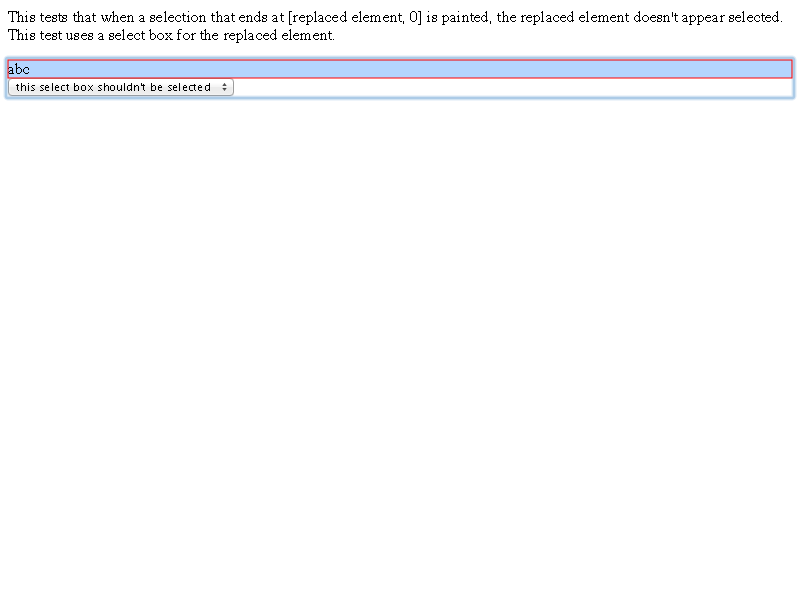 This tests that when a selection that ends at [replaced element, 0] is painted, the replaced element doesn't appear selected.
This test uses a select box for the replaced element.
abc
this select box shouldn't be selected